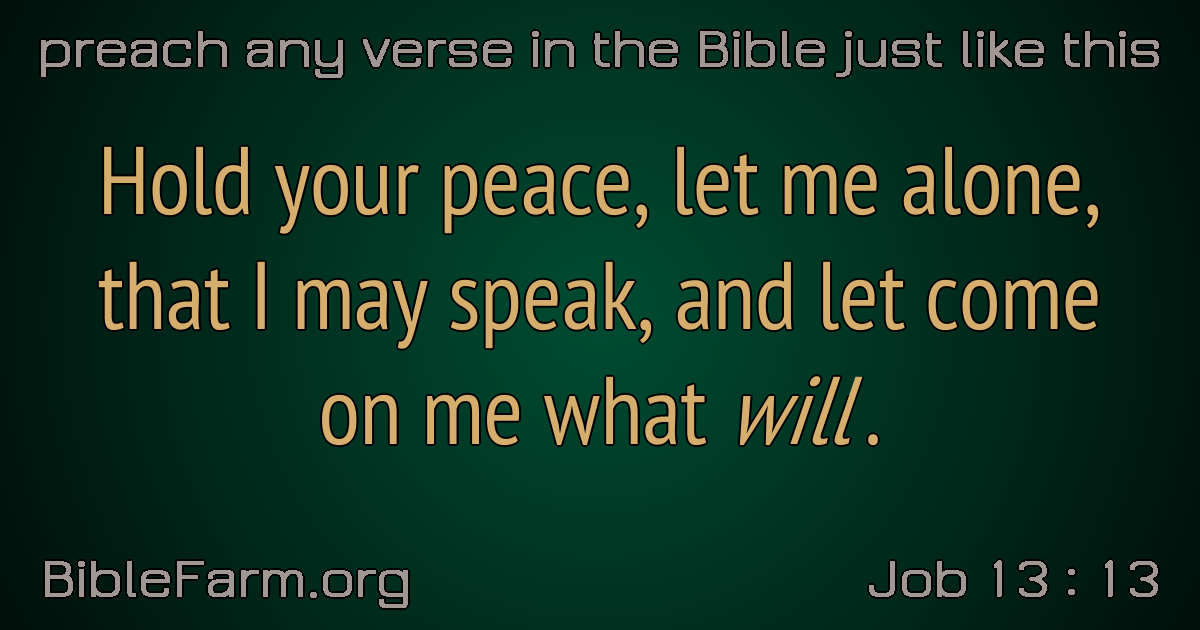 preach any verse in the Bible just like this
Hold your peace, let me alone,
that I may speak, and let come
on me what will .
BibleFarm.org
Job 13 : 13